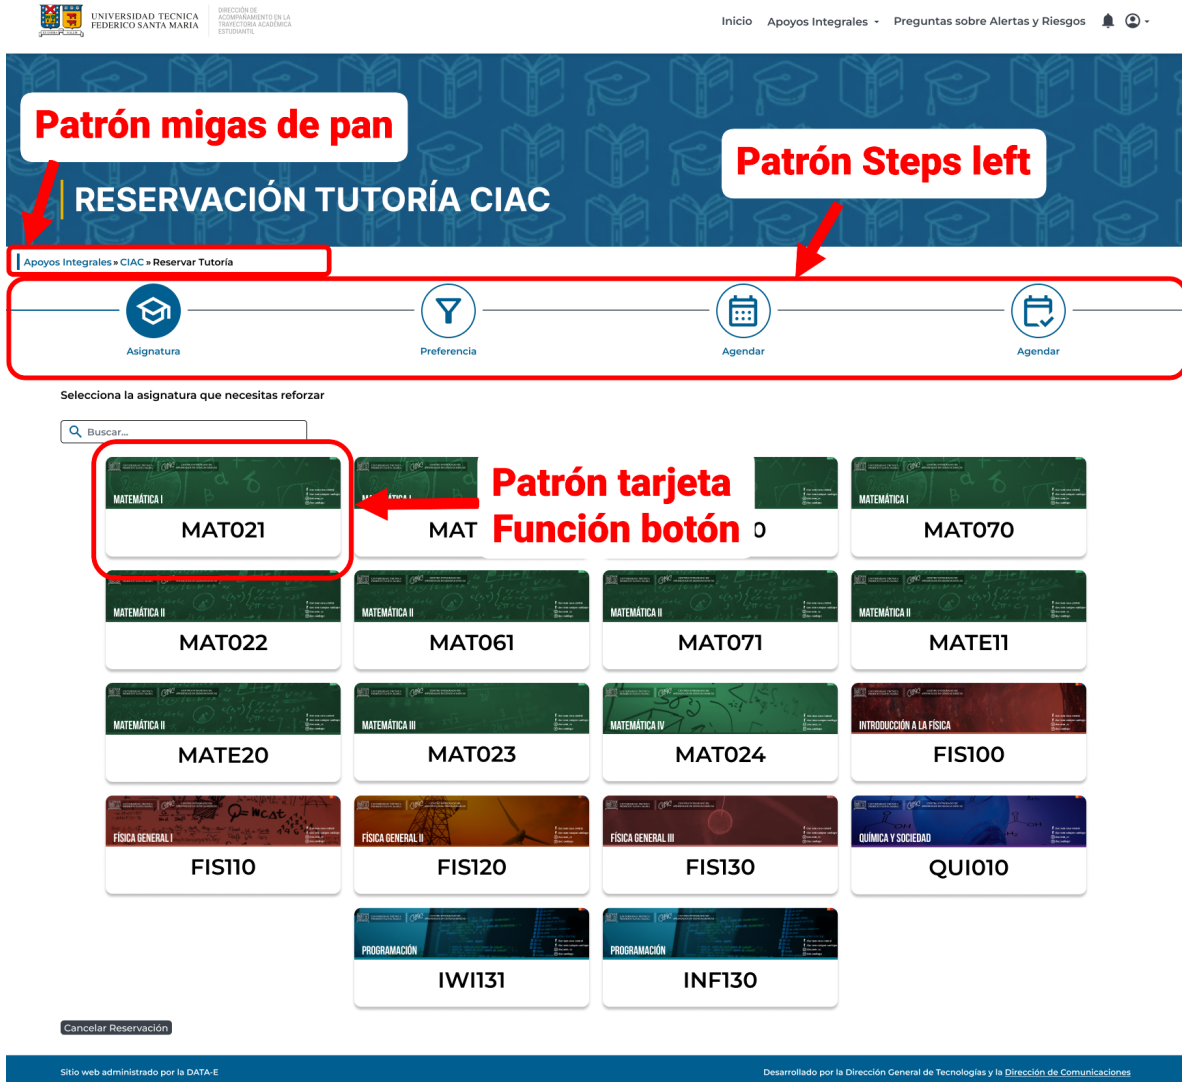 UNIVERSIDAD TECNICA
FEDERICO SANTA MARIA
DIRECCIÓN DE
ACOMPAÑAMIENTO EN LA
TRAYECTORIA ACADÉMICA
ESTUDIANTIL
Inicio Apoyos Integrales Preguntas sobre Alertas y Riesgos
Patrón migas de pan
Patrón Steps left
RESERVACIÓN TUTORÍA CIAC
Apoyos Integrales » CIAC » Reservar Tutoría
Asignatura Preferencia Agendar Agendar
Selecciona la asignatura que necesitas reforzar
Buscar...
Patrón tarjeta
Función botón
MATEMÁTICA I MATEMÁTICA I
MAT021 MAT 0 MAT070
MATEMÁTICA II MATEMÁTICA II MATEMÁTICA II MATEMÁTICA II
MAT022 MAT061 MAT071 MATE11
MATEMÁTICA II MATEMÁTICA III MATEMÁTICA IV INTRODUCCIÓN A LA FÍSICA
MATE20 MAT023 MAT024 FIS100
Q=mCΔt
FÍSICA GENERAL I FÍSICA GENERAL II FÍSICA GENERAL III QUÍMICA Y SOCIEDAD
FIS110 FIS120 FIS130 QUI010
PROGRAMACIÓN PROGRAMACIÓN
IWI131 INF130
Cancelar Reservación
Sitio web administrado por la DATA-E Desarrollado por la Dirección General de Tecnologías y la Dirección de Comunicaciones